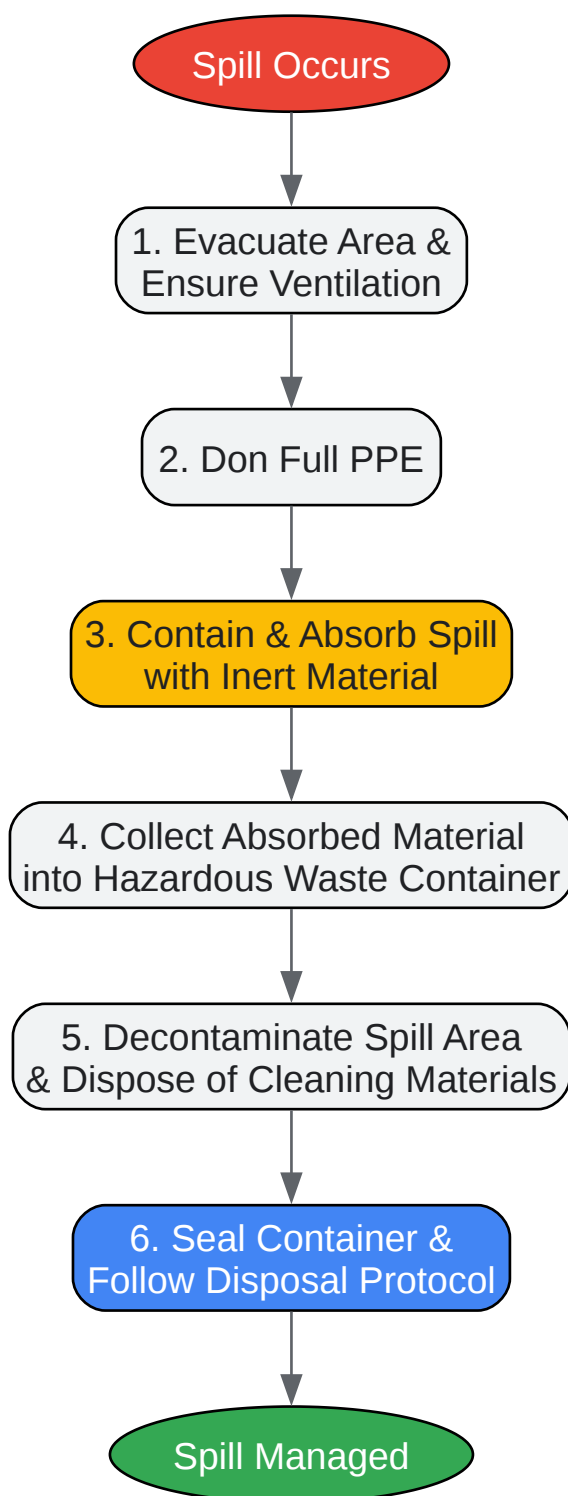 Spill Occurs
1. Evacuate Area &
Ensure Ventilation
2. Don Full PPE
3. Contain & Absorb Spill
with Inert Material
4. Collect Absorbed Material
into Hazardous Waste Container
5. Decontaminate Spill Area
& Dispose of Cleaning Materials
6. Seal Container &
Follow Disposal Protocol
Spill Managed